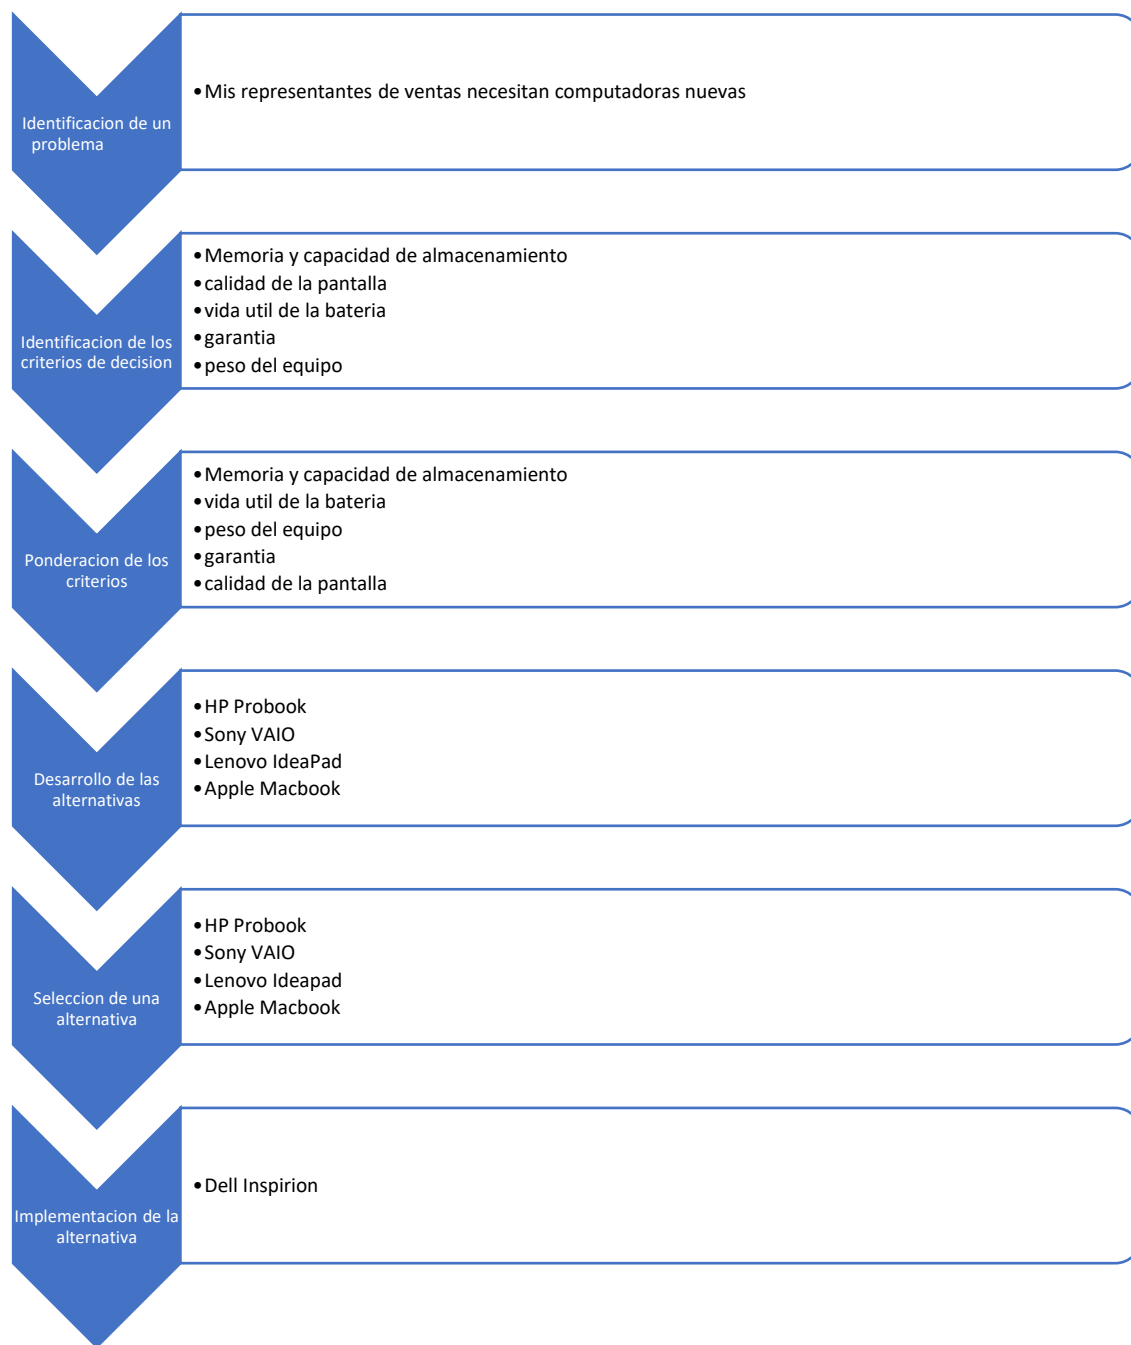 Identificacion de un
problema
•Mis representantes de ventas necesitan computadoras nuevas
Identificacion de los
criterios de decision
•Memoria y capacidad de almacenamiento
•calidad de la pantalla
•vida util de la bateria
•garantia
•peso del equipo
Ponderacion de los
criterios
•Memoria y capacidad de almacenamiento
•vida util de la bateria
•peso del equipo
•garantia
•calidad de la pantalla
Desarrollo de las
alternativas
•HP Probook
•Sony VAIO
•Lenovo IdeaPad
•Apple Macbook
Seleccion de una
alternativa
•HP Probook
•Sony VAIO
•Lenovo Ideapad
•Apple Macbook
Implementacion de la
alternativa
•Dell Inspirion